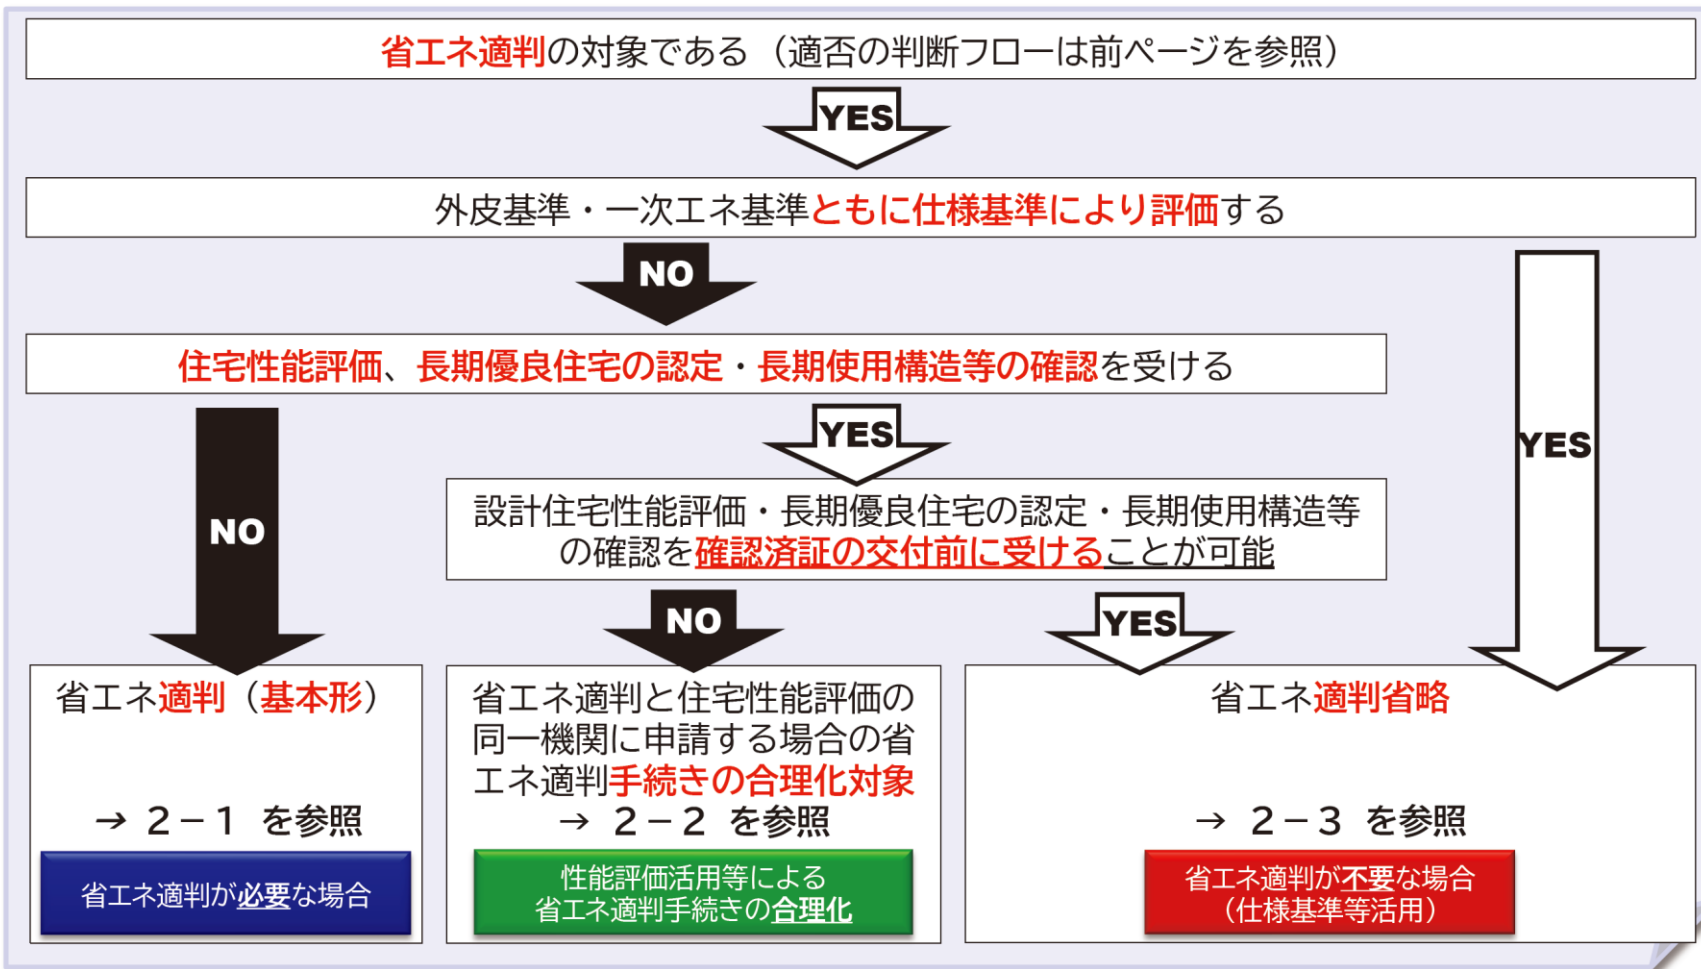 省エネ適判の対象である（適否の判断フローは前ページを参照）
YES
外皮基準・一次エネ基準ともに仕様基準により評価する
NO
住宅性能評価、長期優良住宅の認定・長期使用構造等の確認を受ける
YES
YES
設計住宅性能評価・長期優良住宅の認定・長期使用構造等
の確認を確認済証の交付前に受けることが可能
NO
NO
YES
省エネ適判（基本形）
→ ２－１ を参照
省エネ適判が必要な場合
省エネ適判と住宅性能評価の
同一機関に申請する場合の省
エネ適判手続きの合理化対象
→ ２－２ を参照
性能評価活用等による
省エネ適判手続きの合理化
省エネ適判省略
→ ２－３ を参照
省エネ適判が不要な場合
（仕様基準等活用）